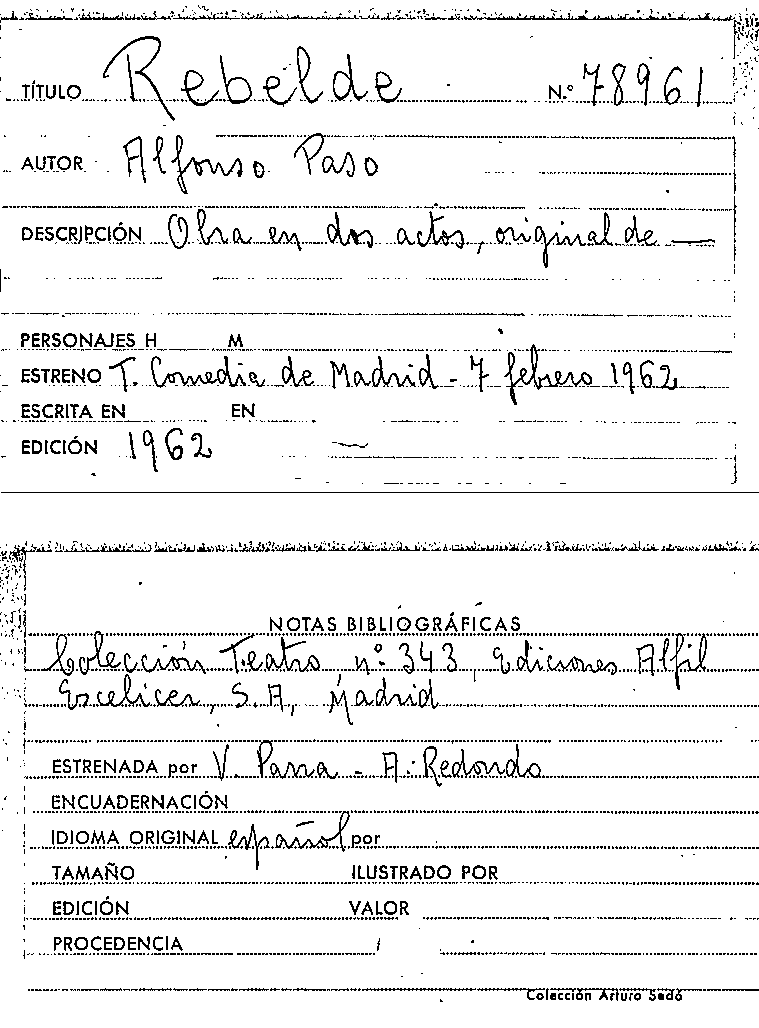 TÍTULO Rebelde N.º 78961
AUTOR Alfonso Paso
DESCRIPCIÓN Obra en dos actos, original de —
PERSONAJES H M
ESTRENO T. Comedia de Madrid - 7 febrero 1962
ESCRITA EN EN
EDICIÓN 1962 —
NOTAS BIBLIOGRÁFICAS
Colección Teatro, nº 343, Ediciones Alfil
Escelicer, S.A, Madrid
ESTRENADA por V. Parra - A. Redondo
ENCUADERNACIÓN
IDIOMA ORIGINAL español por
TAMAÑO ILUSTRADO POR
EDICIÓN VALOR
PROCEDENCIA /
Colección Arturo Sedó